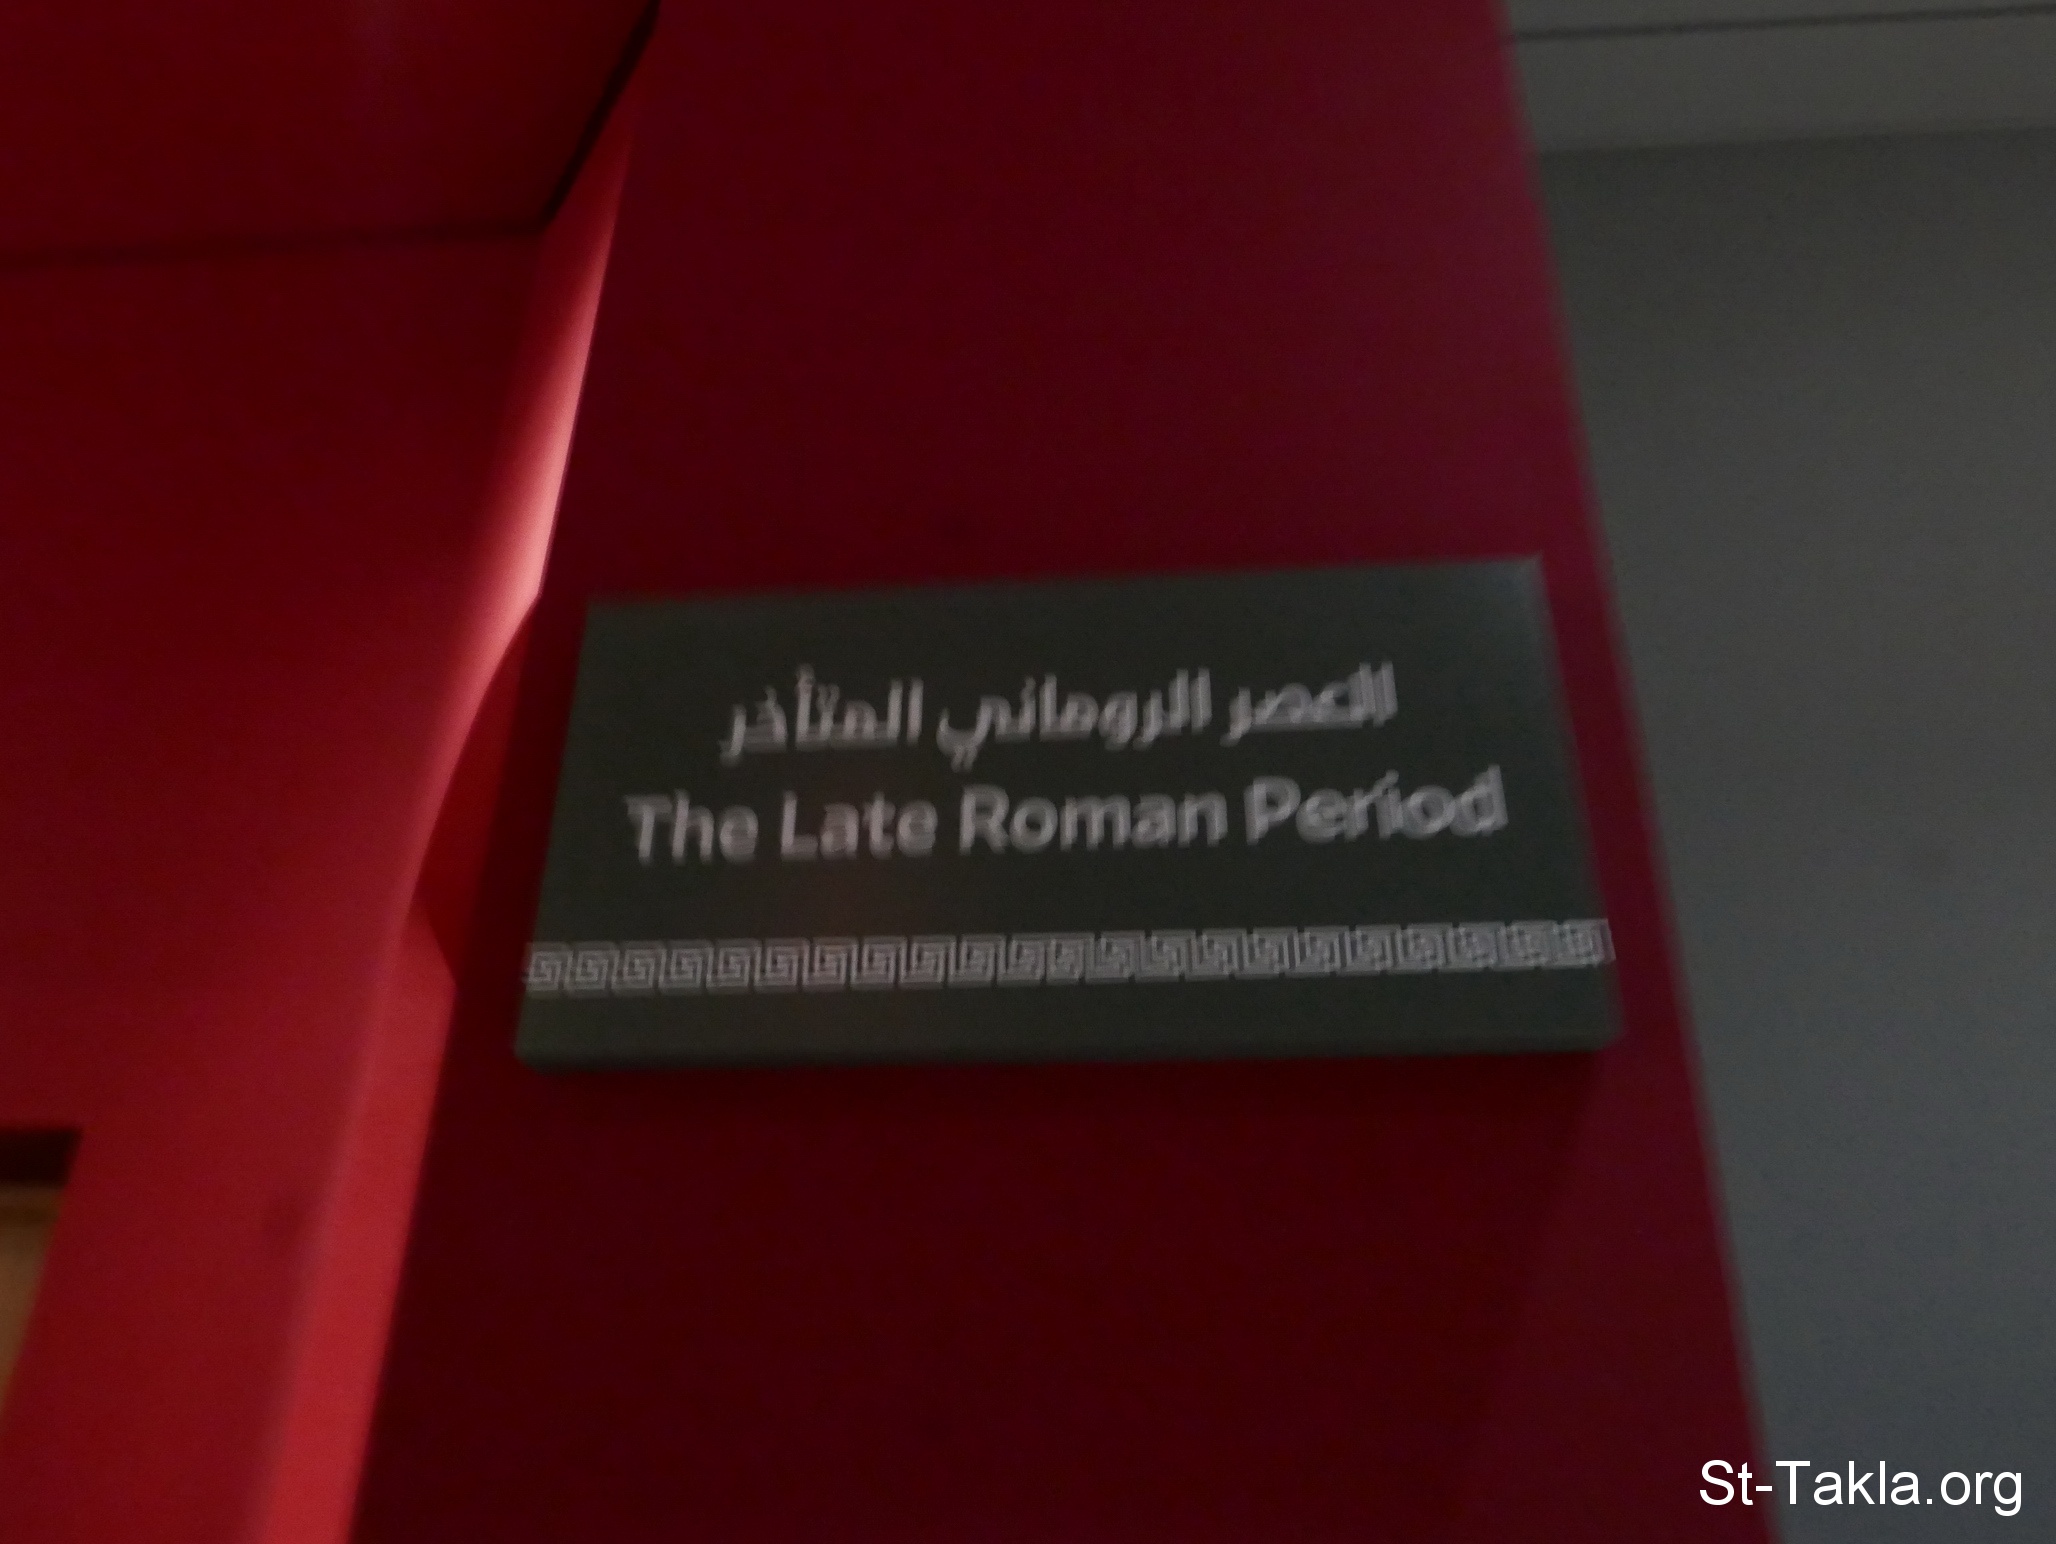 العصر الروماني المتأخر
The Late Roman Period
St-Takla.org